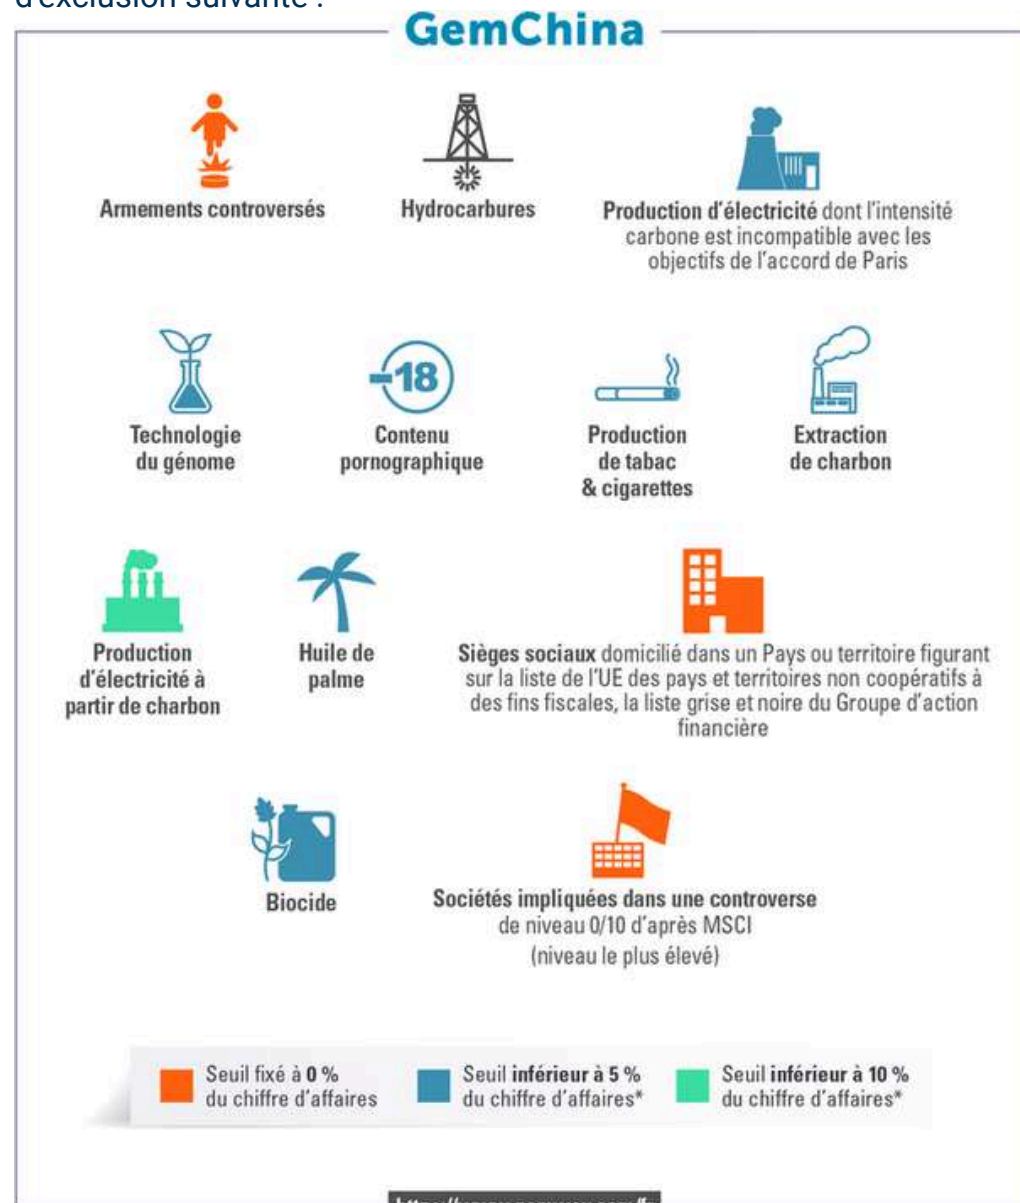 d'exclusion suivante :
GemChina
Armements controversés
Hydrocarbures
Production d'électricité dont l'intensité
carbone est incompatible avec les
objectifs de l'accord de Paris
Technologie
du génome
-18
Contenu
pornographique
Production
de tabac
& cigarettes
Extraction
de charbon
Production
d'électricité à
partir de charbon
Huile de
palme
Sièges sociaux domicilié dans un Pays ou territoire figurant
sur la liste de l'UE des pays et territoires non coopératifs à
des fins fiscales, la liste grise et noire du Groupe d'action
financière
Biocide
Sociétés impliquées dans une controverse
de niveau 0/10 d'après MSCI
(niveau le plus élevé)
Seuil fixé à 0 %
du chiffre d'affaires
Seuil inférieur à 5 %
du chiffre d'affaires*
Seuil inférieur à 10 %
du chiffre d'affaires*